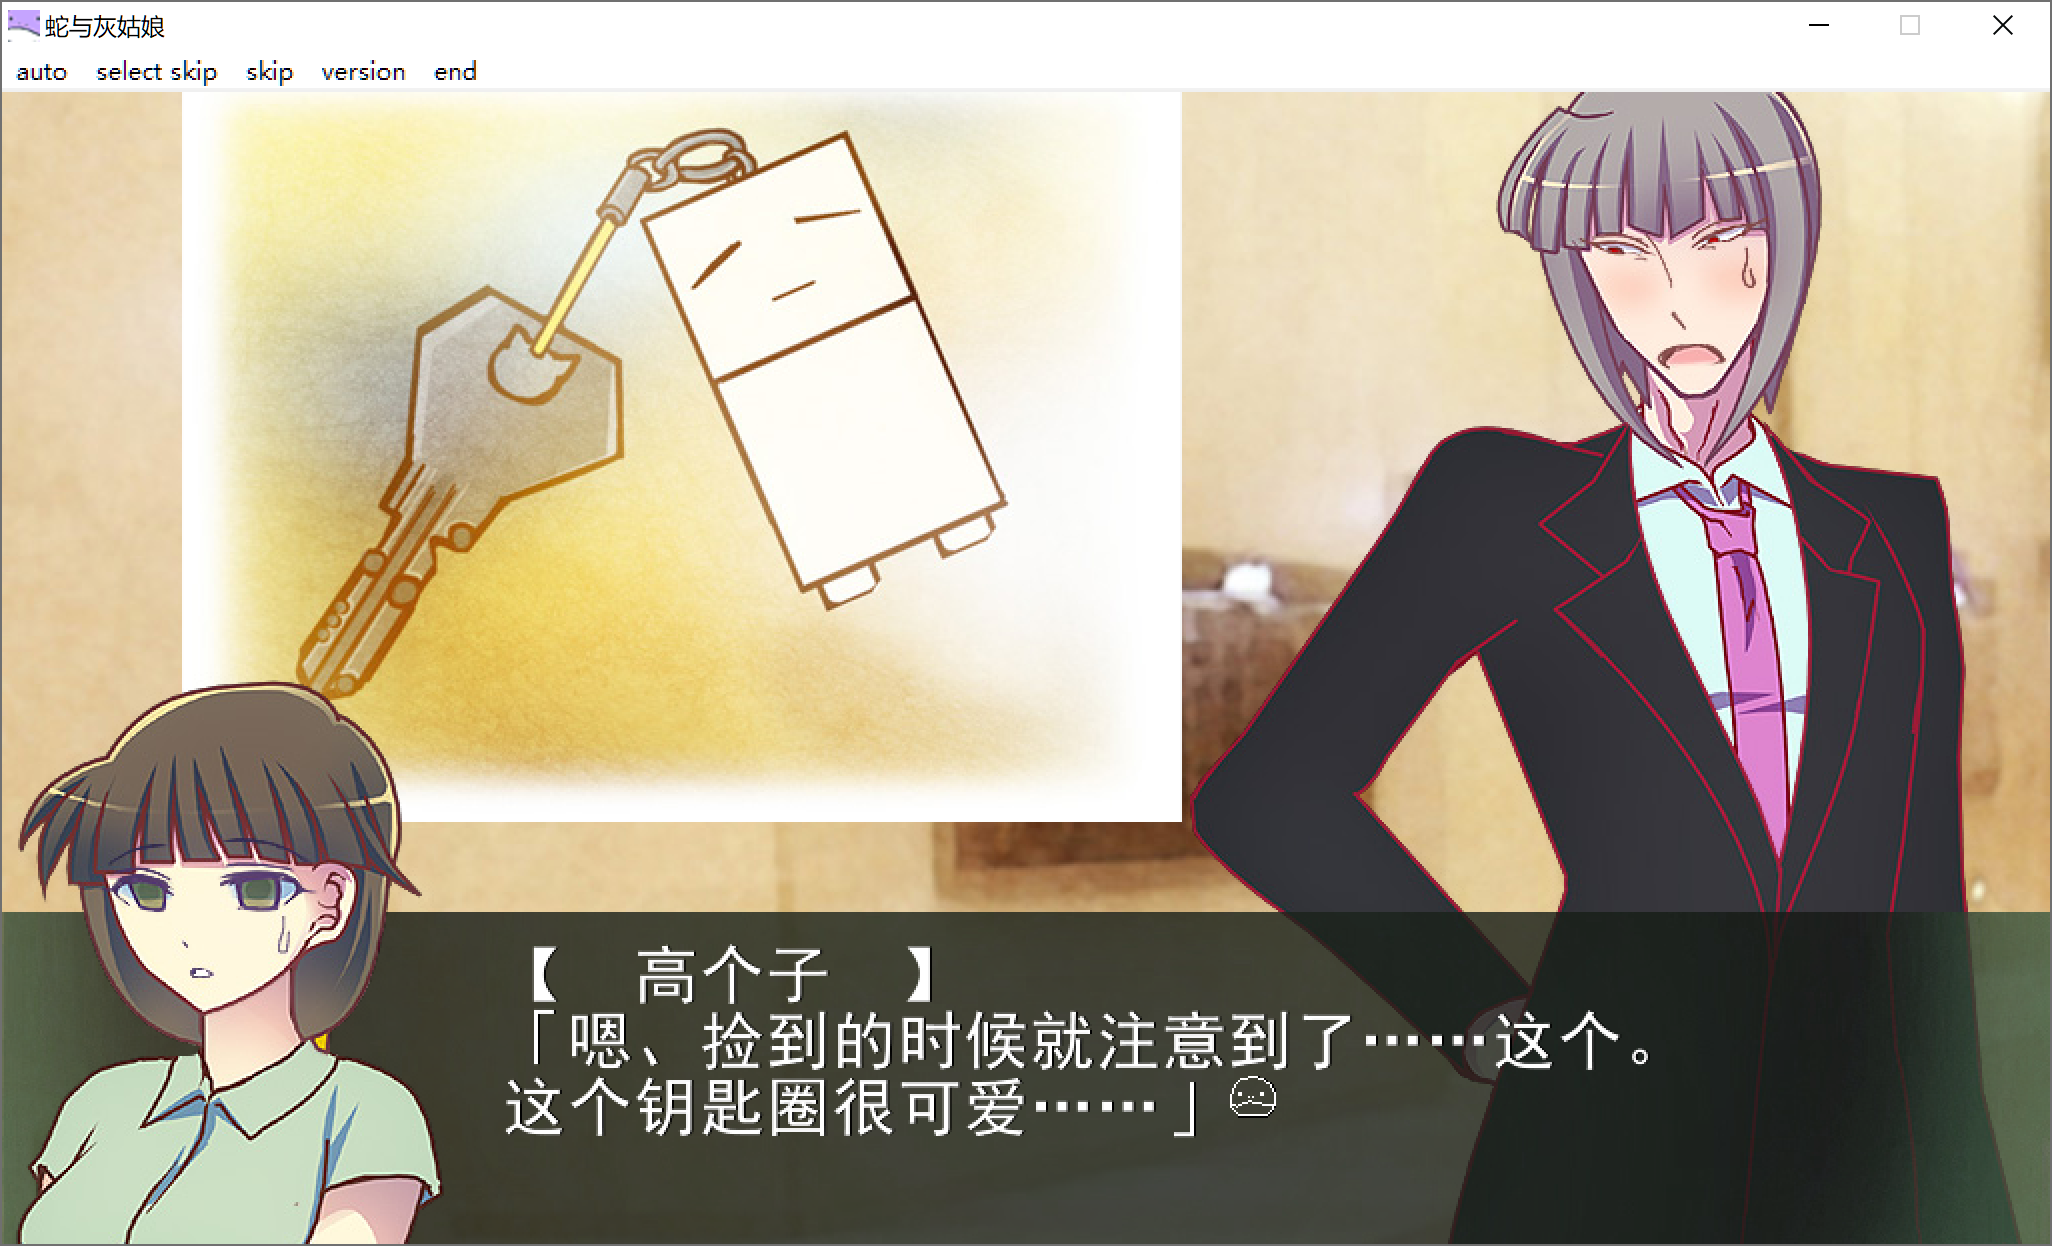 蛇与灰姑娘
auto select skip skip version end
【 高个子 】
「嗯、捡到的时候就注意到了……这个。
这个钥匙圈很可爱……」